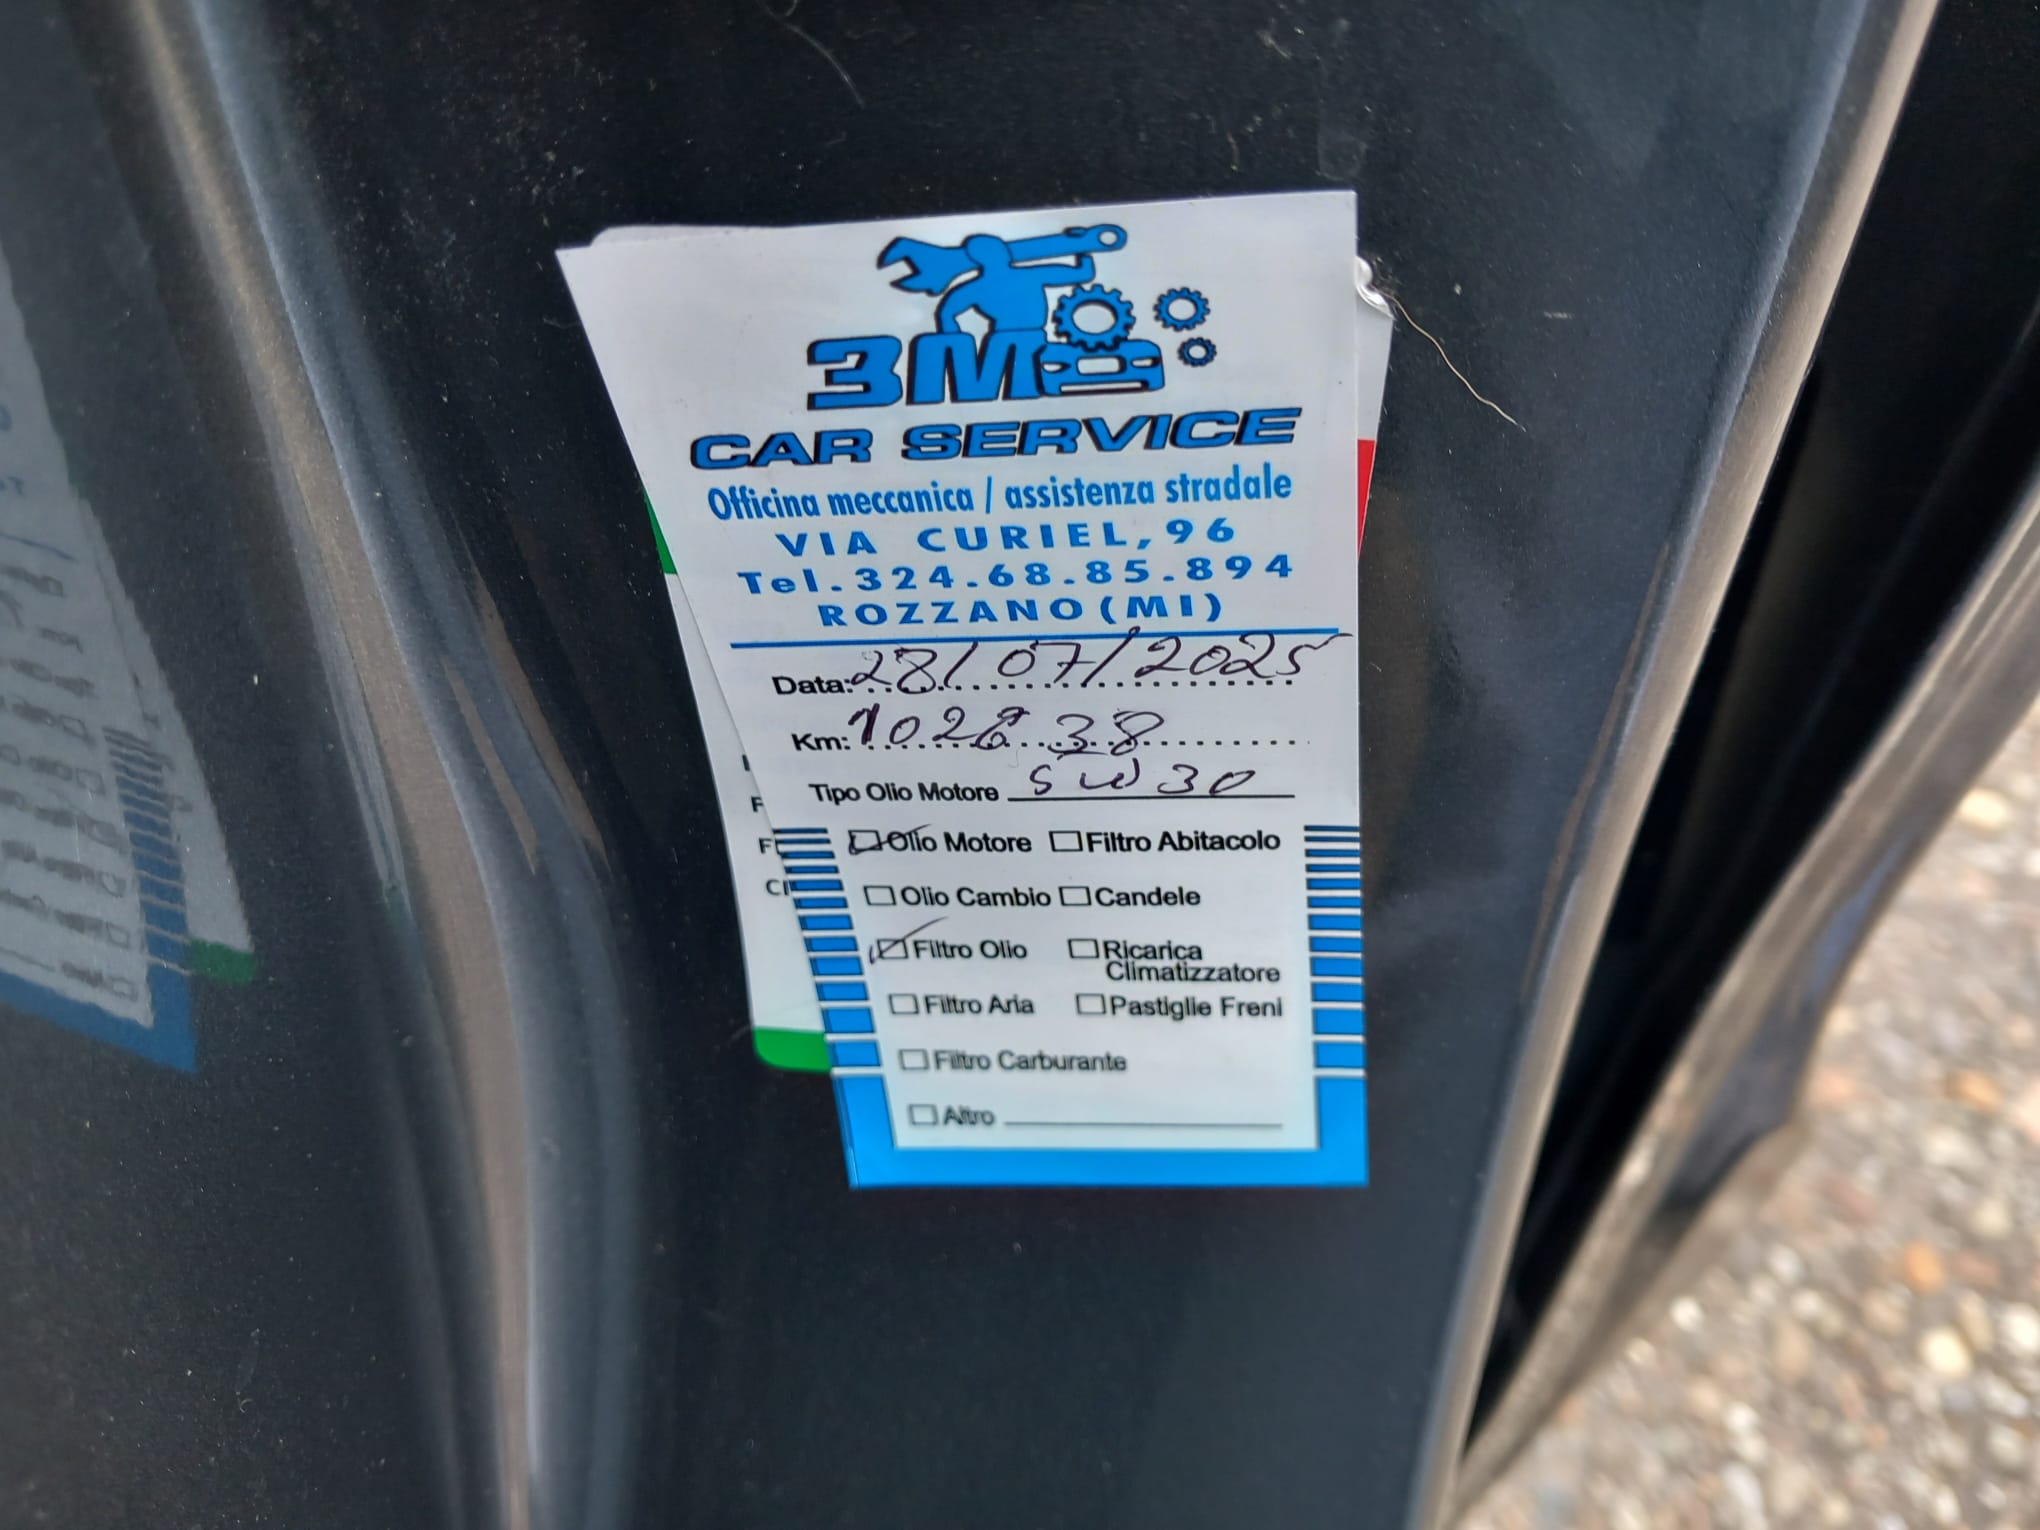 3M
CAR SERVICE
Officina meccanica / assistenza stradale
VIA CURIEL, 96
Tel. 324.68.85.894
ROZZANO (MI)
Data: 28/07/2025
Km:
Tipo Olio Motore 5W30
Olio Motore Filtro Abitacolo
Olio Cambio Candele
Filtro Olio Ricarica
Climatizzatore
Filtro Aria Pastiglie Freni
Filtro Carburante
Altro